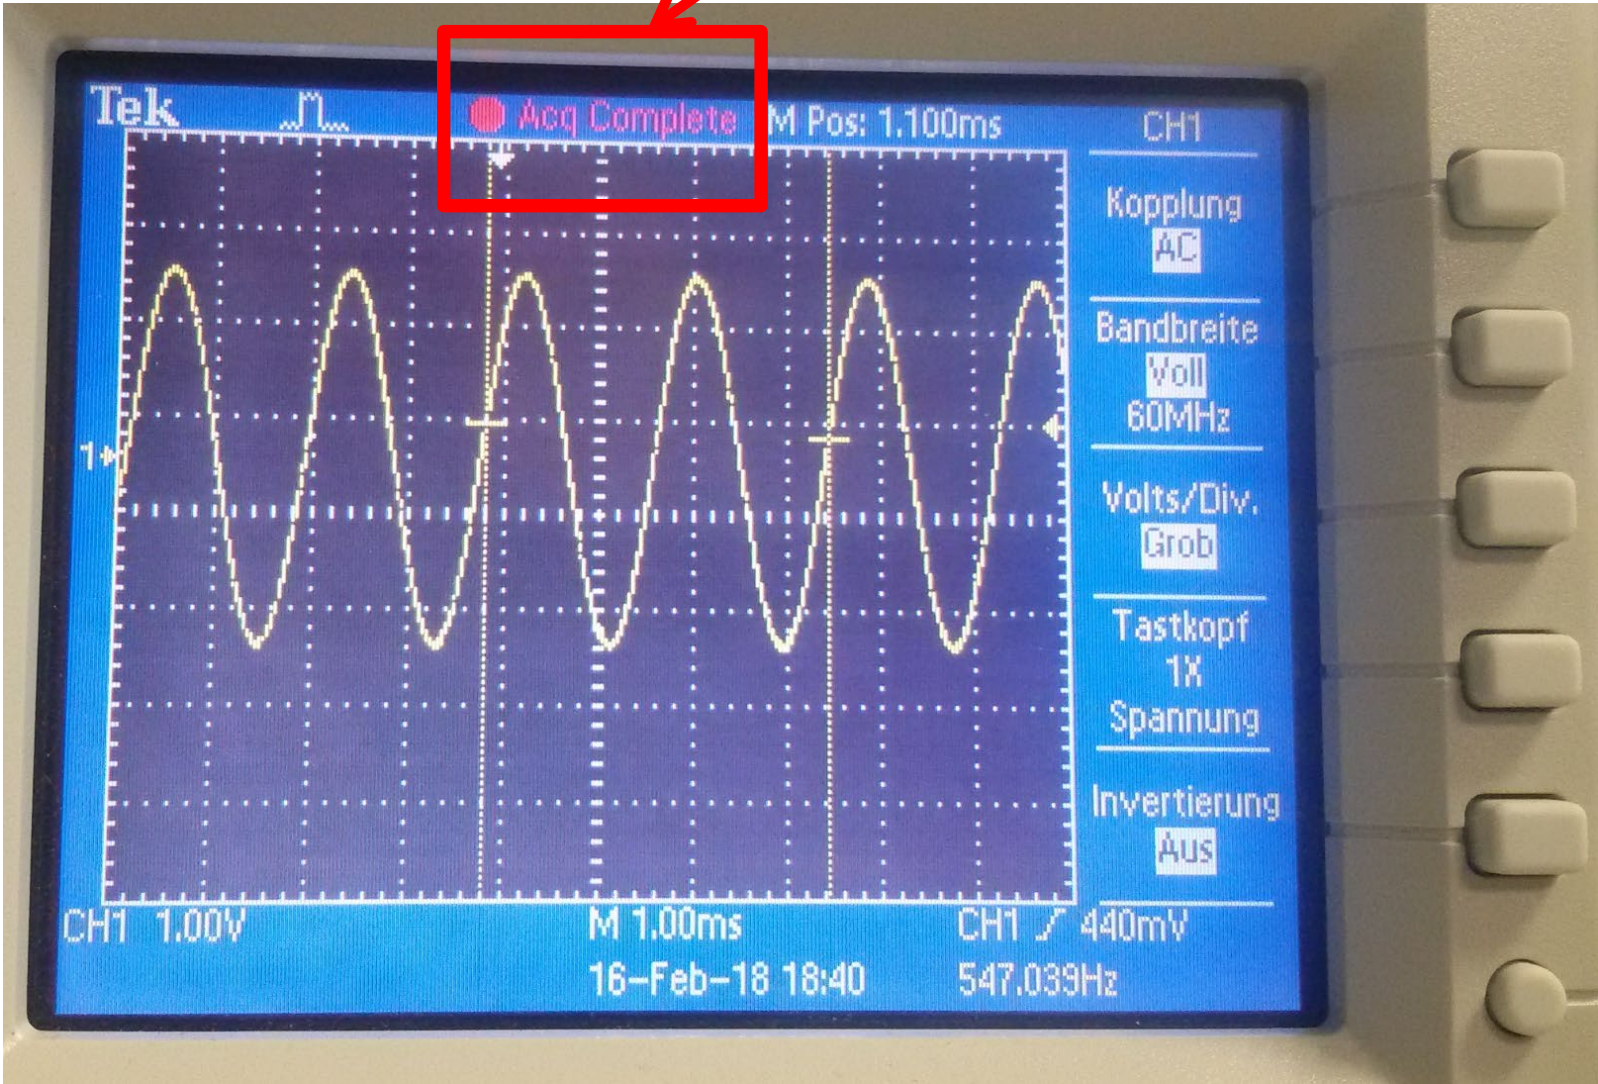 Tek
Acq Complete
M Pos: 1.100ms
CH1
Kopplung
AC
Bandbreite
Voll
60MHz
Volts/Div.
Grob
Tastkopf
1X
Spannung
Invertierung
Aus
1
CH1 1.00V
M 1.00ms
CH1 440mV
16-Feb-18 18:40
547.039Hz